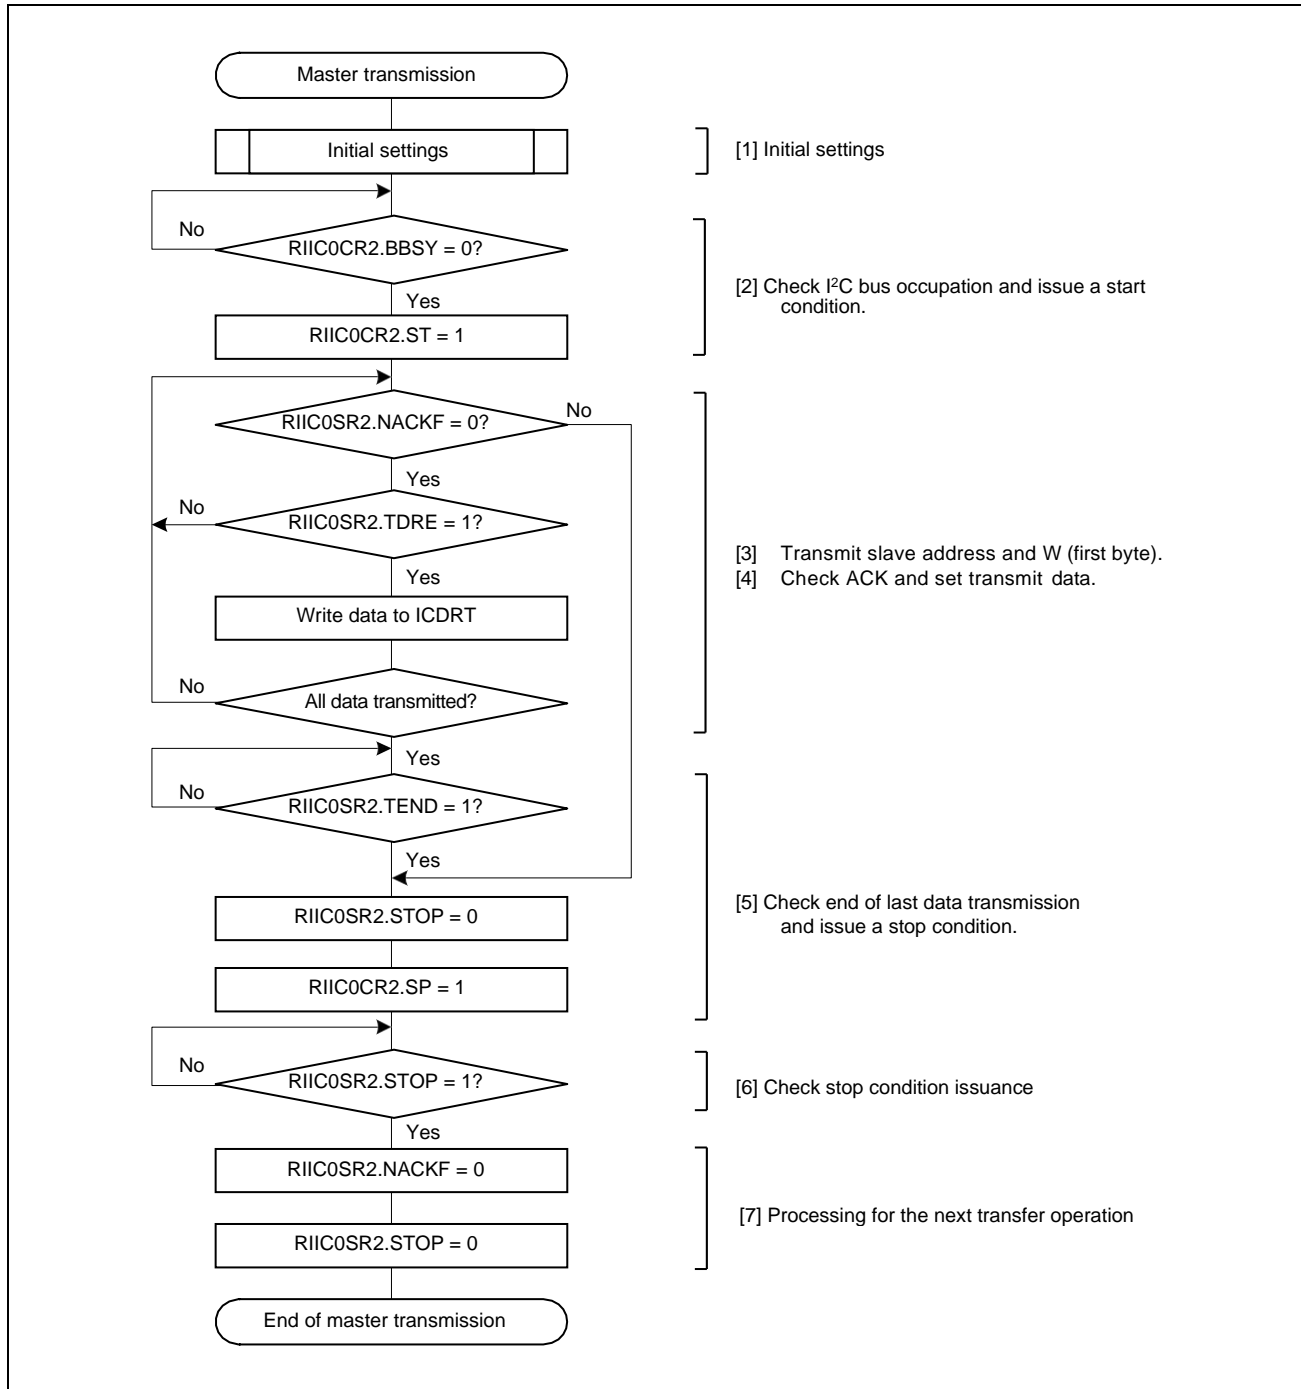 Master transmission
Initial settings
[1] Initial settings
No
RIIC0CR2.BBSY = 0?
Yes
[2] Check I²C bus occupation and issue a start
condition.
RIIC0CR2.ST = 1
No
RIIC0SR2.NACKF = 0?
Yes
No
RIIC0SR2.TDRE = 1?
Yes
[3] Transmit slave address and W (first byte).
[4] Check ACK and set transmit data.
Write data to ICDRT
No
All data transmitted?
Yes
No
RIIC0SR2.TEND = 1?
Yes
RIIC0SR2.STOP = 0
[5] Check end of last data transmission
and issue a stop condition.
RIIC0CR2.SP = 1
No
RIIC0SR2.STOP = 1?
[6] Check stop condition issuance
Yes
RIIC0SR2.NACKF = 0
[7] Processing for the next transfer operation
RIIC0SR2.STOP = 0
End of master transmission